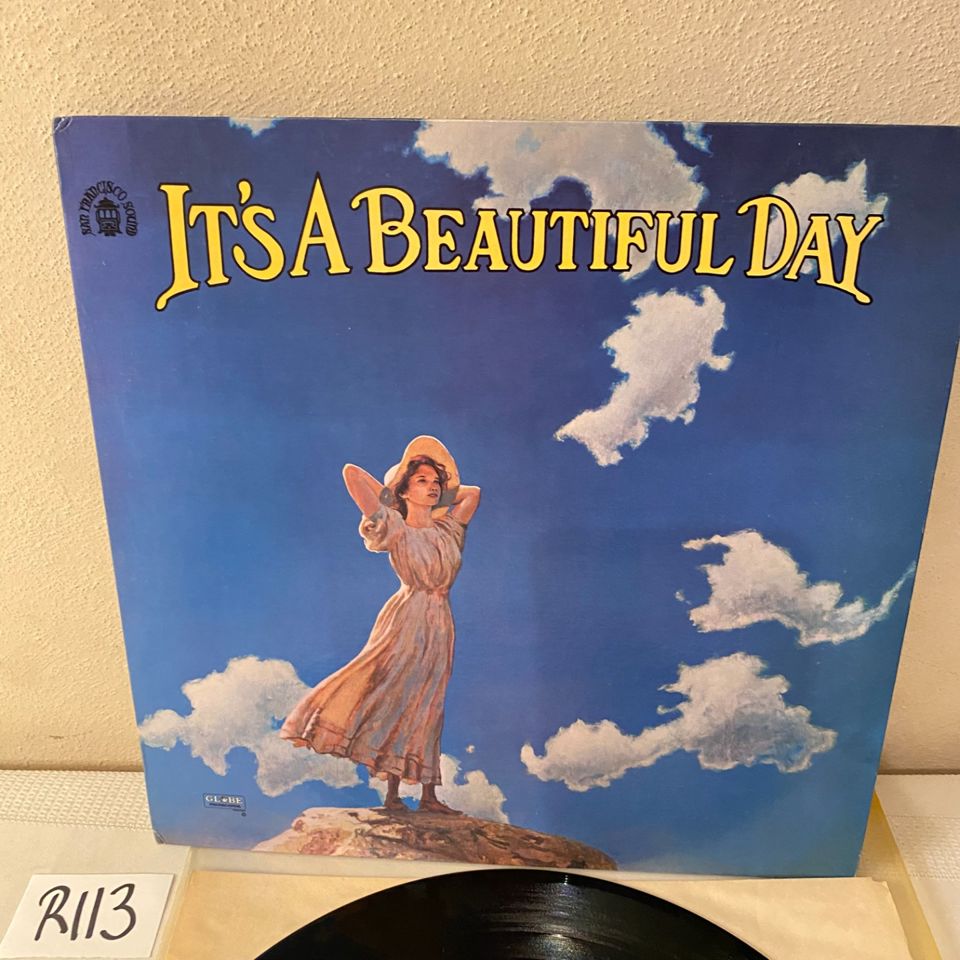 SAN FRANCISCO SOUND
IT'S A BEAUTIFUL DAY
GLOBE
R113